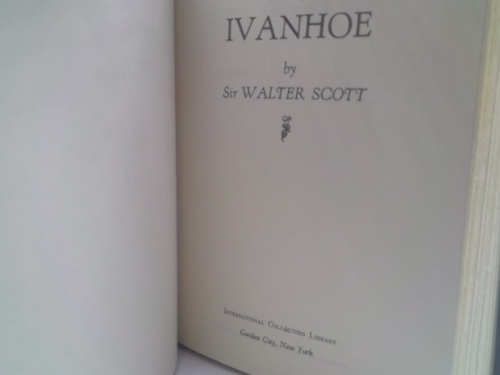 IVANHOE
by
Sir WALTER SCOTT
INTERNATIONAL COLLECTORS LIBRARY
Garden City, New York